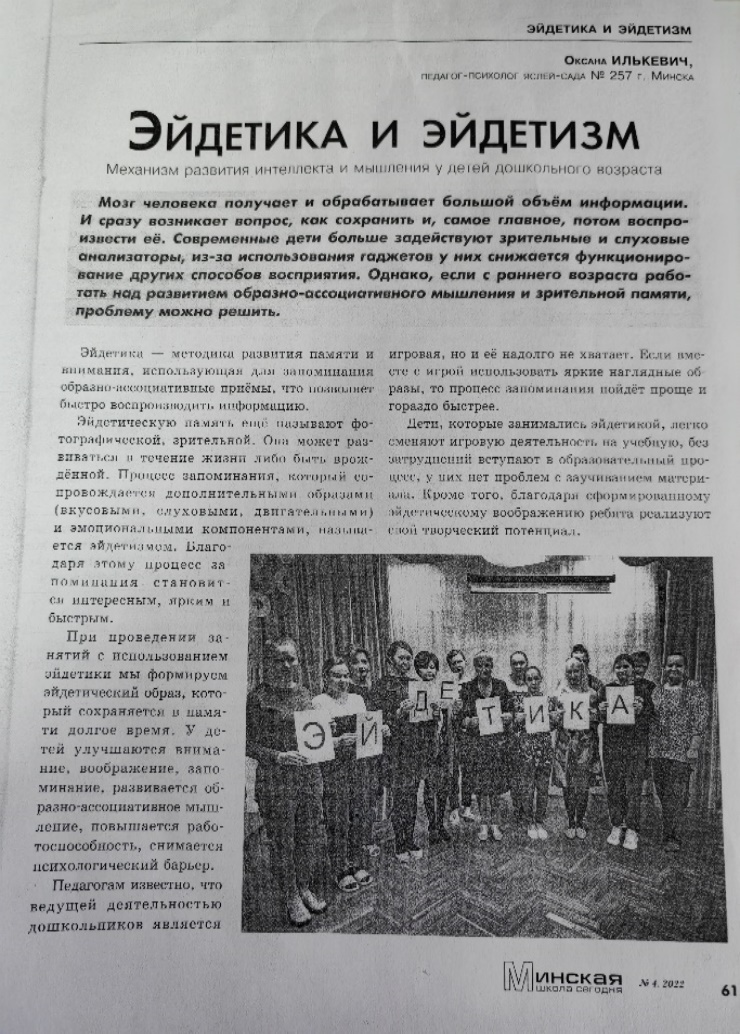 ЭЙДЕТИКА И ЭЙДЕТИЗМ
Оксана ИЛЬКЕВИЧ,
педагог-психолог яслей-сада № 257 г. Минска
Эйдетика и эйдетизм
Механизм развития интеллекта и мышления у детей дошкольного возраста
Мозг человека получает и обрабатывает большой объём информации.
И сразу возникает вопрос, как сохранить и, самое главное, потом воспро-
извести её. Современные дети больше задействуют зрительные и слуховые
анализаторы, из-за использования гаджетов у них снижается функциониро-
вание других способов восприятия. Однако, если с раннего возраста рабо-
тать над развитием образно-ассоциативного мышления и зрительной памяти,
проблему можно решить.
Эйдетика — методика развития памяти и
внимания, использующая для запоминания
образно-ассоциативные приёмы, что позволяет
быстро воспроизводить информацию.
Эйдетическую память ещё называют фо-
тографической, зрительной. Она может раз-
виваться в течение жизни либо быть врож-
дённой. Процесс запоминания, который со-
провождается дополнительными образами
(вкусовыми, слуховыми, двигательными)
и эмоциональными компонентами, называ-
ется эйдетизмом. Благо-
даря этому процесс за
поминания становит-
ся интересным, ярким и
быстрым.
При проведении за-
нятий с использованием
эйдетики мы формируем
эйдетический образ, кото-
рый сохраняется в памя-
ти долгое время. У де-
тей улучшаются внима-
ние, воображение, запо-
минание, развивается об-
разно-ассоциативное мыш-
ление, повышается рабо-
тоспособность, снимается
психологический барьер.
Педагогам известно, что
ведущей деятельностью
дошкольников является
игровая, но и её надолго не хватает. Если вме-
сте с игрой использовать яркие наглядные об-
разы, то процесс запоминания пойдёт проще и
гораздо быстрее.
Дети, которые занимались эйдетикой, легко
сменяют игровую деятельность на учебную, без
затруднений вступают в образовательный про-
цесс, у них нет проблем с заучиванием матери-
ала. Кроме того, благодаря сформированному
эйдетическому воображению ребята реализуют
свой творческий потенциал.
ЭЙДЕТИКА
Минская
школа сегодня
№ 4. 2022
61